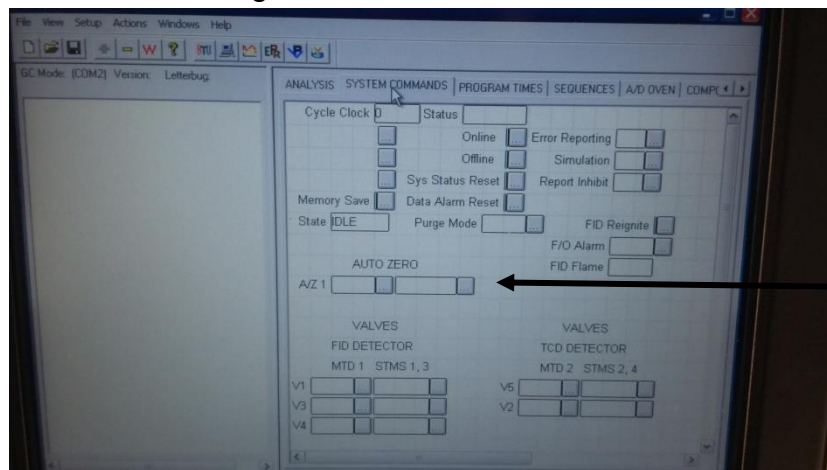 File View Setup Actions Windows Help
GC Mode: (COM2) Version: Letterbug:
ANALYSIS SYSTEM COMMANDS PROGRAM TIMES SEQUENCES A/D OVEN
Cycle Clock 0 Status
Online Error Reporting
Offline Simulation
Sys Status Reset Report Inhibit
Memory Save Data Alarm Reset
State IDLE Purge Mode FID Reignite
F/O Alarm
AUTO ZERO FID Flame
A/Z 1
VALVES VALVES
FID DETECTOR TCD DETECTOR
MTD 1 STMS 1, 3 MTD 2 STMS 2, 4
V1 V5
V3 V2
V4